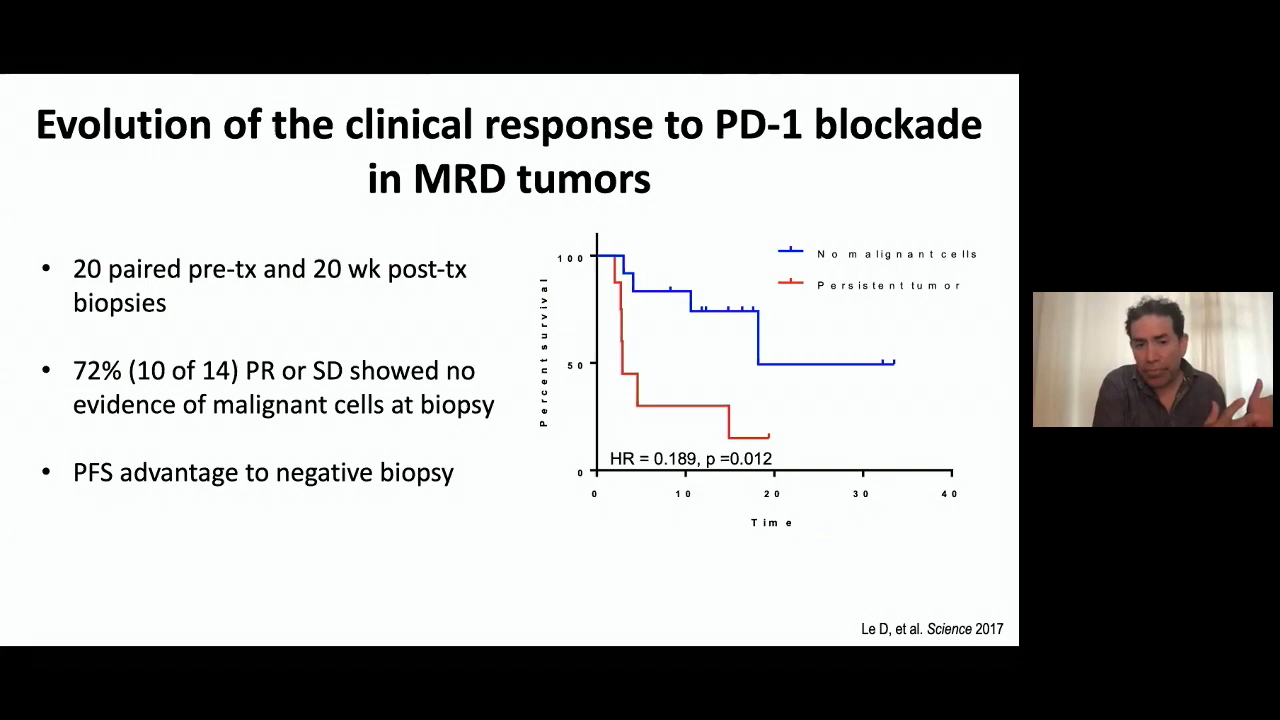 Evolution of the clinical response to PD-1 blockade
in MRD tumors
• 20 paired pre-tx and 20 wk post-tx
biopsies
• 72% (10 of 14) PR or SD showed no
evidence of malignant cells at biopsy
• PFS advantage to negative biopsy
Percent survival
100
50
0
No malignant cells
Persistent tumor
HR = 0.189, p =0.012
0 10 20 30 40
Time
Le D, et al. Science 2017